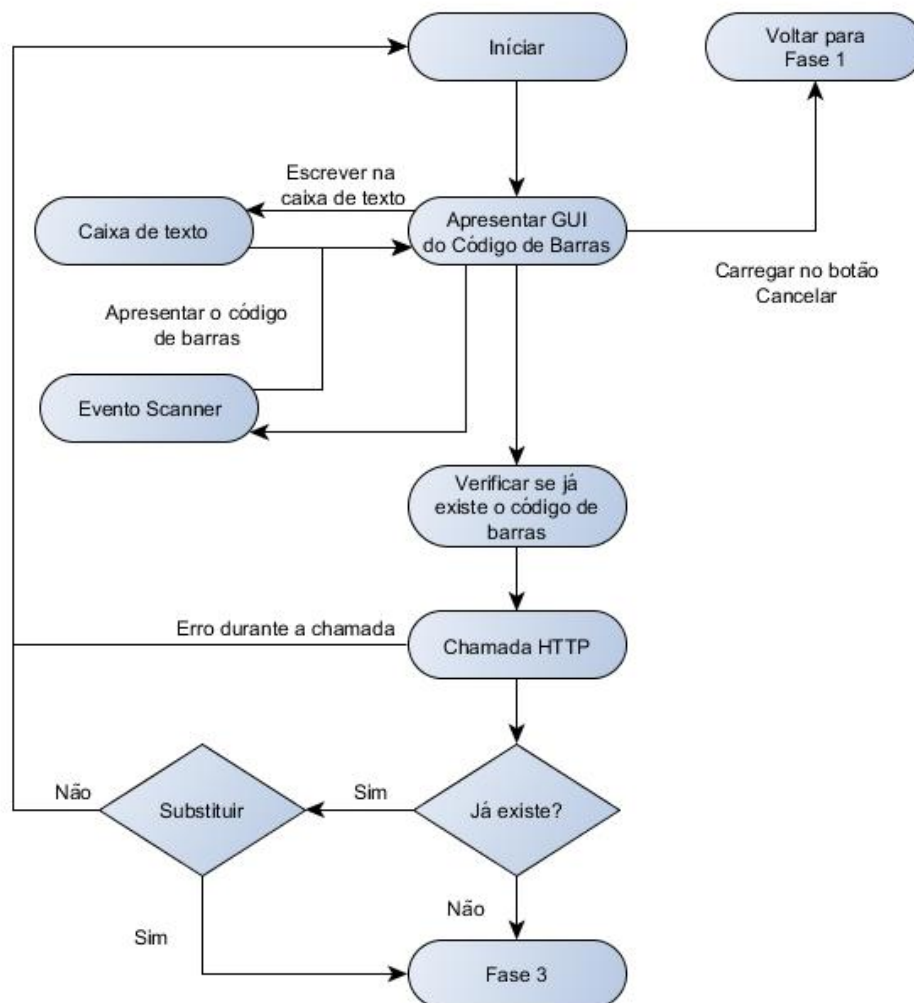 Iníciar
Voltar para
Fase 1
Escrever na
caixa de texto
Caixa de texto
Apresentar GUI
do Código de Barras
Carregar no botão
Cancelar
Apresentar o código
de barras
Evento Scanner
Verificar se já
existe o código de
barras
Erro durante a chamada
Chamada HTTP
Não
Substituir
Sim
Já existe?
Não
Sim
Fase 3